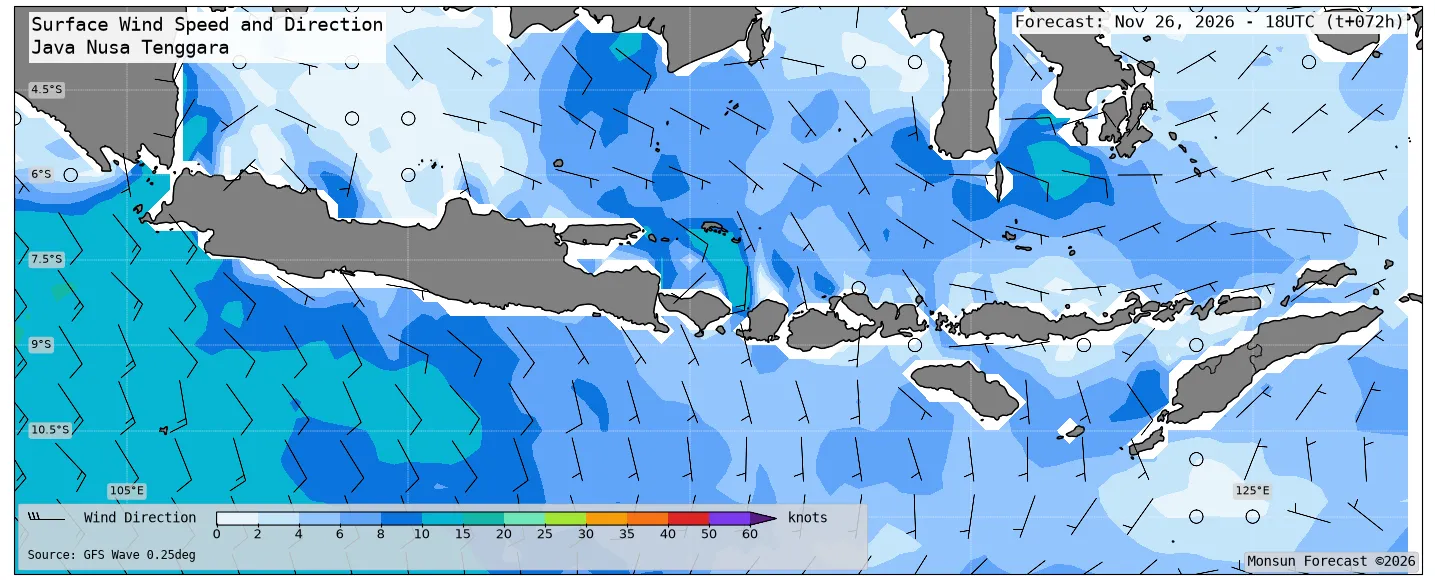 Surface Wind Speed and Direction
Java Nusa Tenggara
Forecast: Nov 26, 2026 - 18UTC (t+072h)
4.5°S
6°S
7.5°S
9°S
10.5°S
105°E
125°E
Wind Direction
0 2 4 6 8 10 15 20 25 30 35 40 50 60
knots
Source: GFS Wave 0.25deg
Monsun Forecast ©2026